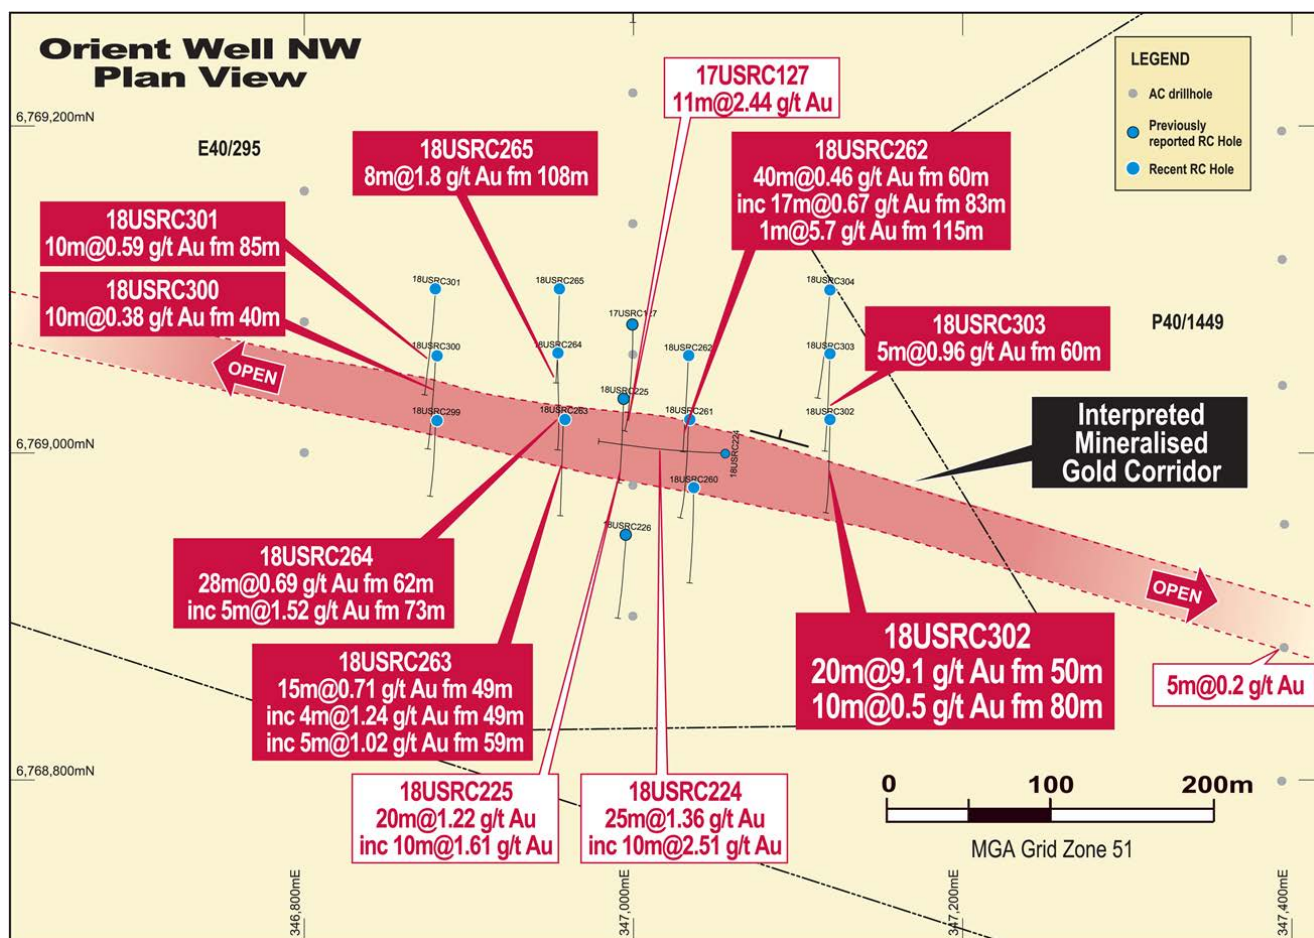 Orient Well NW
Plan View
LEGEND
AC drillhole
Previously
reported RC Hole
Recent RC Hole
6,769,200mN
E40/295
17USRC127
11m@2.44 g/t Au
18USRC265
8m@1.8 g/t Au fm 108m
18USRC262
40m@0.46 g/t Au fm 60m
inc 17m@0.67 g/t Au fm 83m
1m@5.7 g/t Au fm 115m
18USRC301
10m@0.59 g/t Au fm 85m
18USRC300
10m@0.38 g/t Au fm 40m
18USRC301
18USRC265
18USRC304
17USRC127
P40/1449
18USRC303
5m@0.96 g/t Au fm 60m
18USRC300
18USRC264
18USRC262
18USRC303
OPEN
18USRC225
18USRC299
18USRC263
18USRC261
18USRC302
Interpreted
Mineralised
Gold Corridor
6,769,000mN
18USRC224
18USRC260
18USRC226
18USRC264
28m@0.69 g/t Au fm 62m
inc 5m@1.52 g/t Au fm 73m
OPEN
18USRC302
20m@9.1 g/t Au fm 50m
10m@0.5 g/t Au fm 80m
18USRC263
15m@0.71 g/t Au fm 49m
inc 4m@1.24 g/t Au fm 49m
inc 5m@1.02 g/t Au fm 59m
5m@0.2 g/t Au
6,768,800mN
18USRC225
20m@1.22 g/t Au
inc 10m@1.61 g/t Au
18USRC224
25m@1.36 g/t Au
inc 10m@2.51 g/t Au
0 100 200m
MGA Grid Zone 51
346,800mE
347,000mE
347,200mE
347,400mE